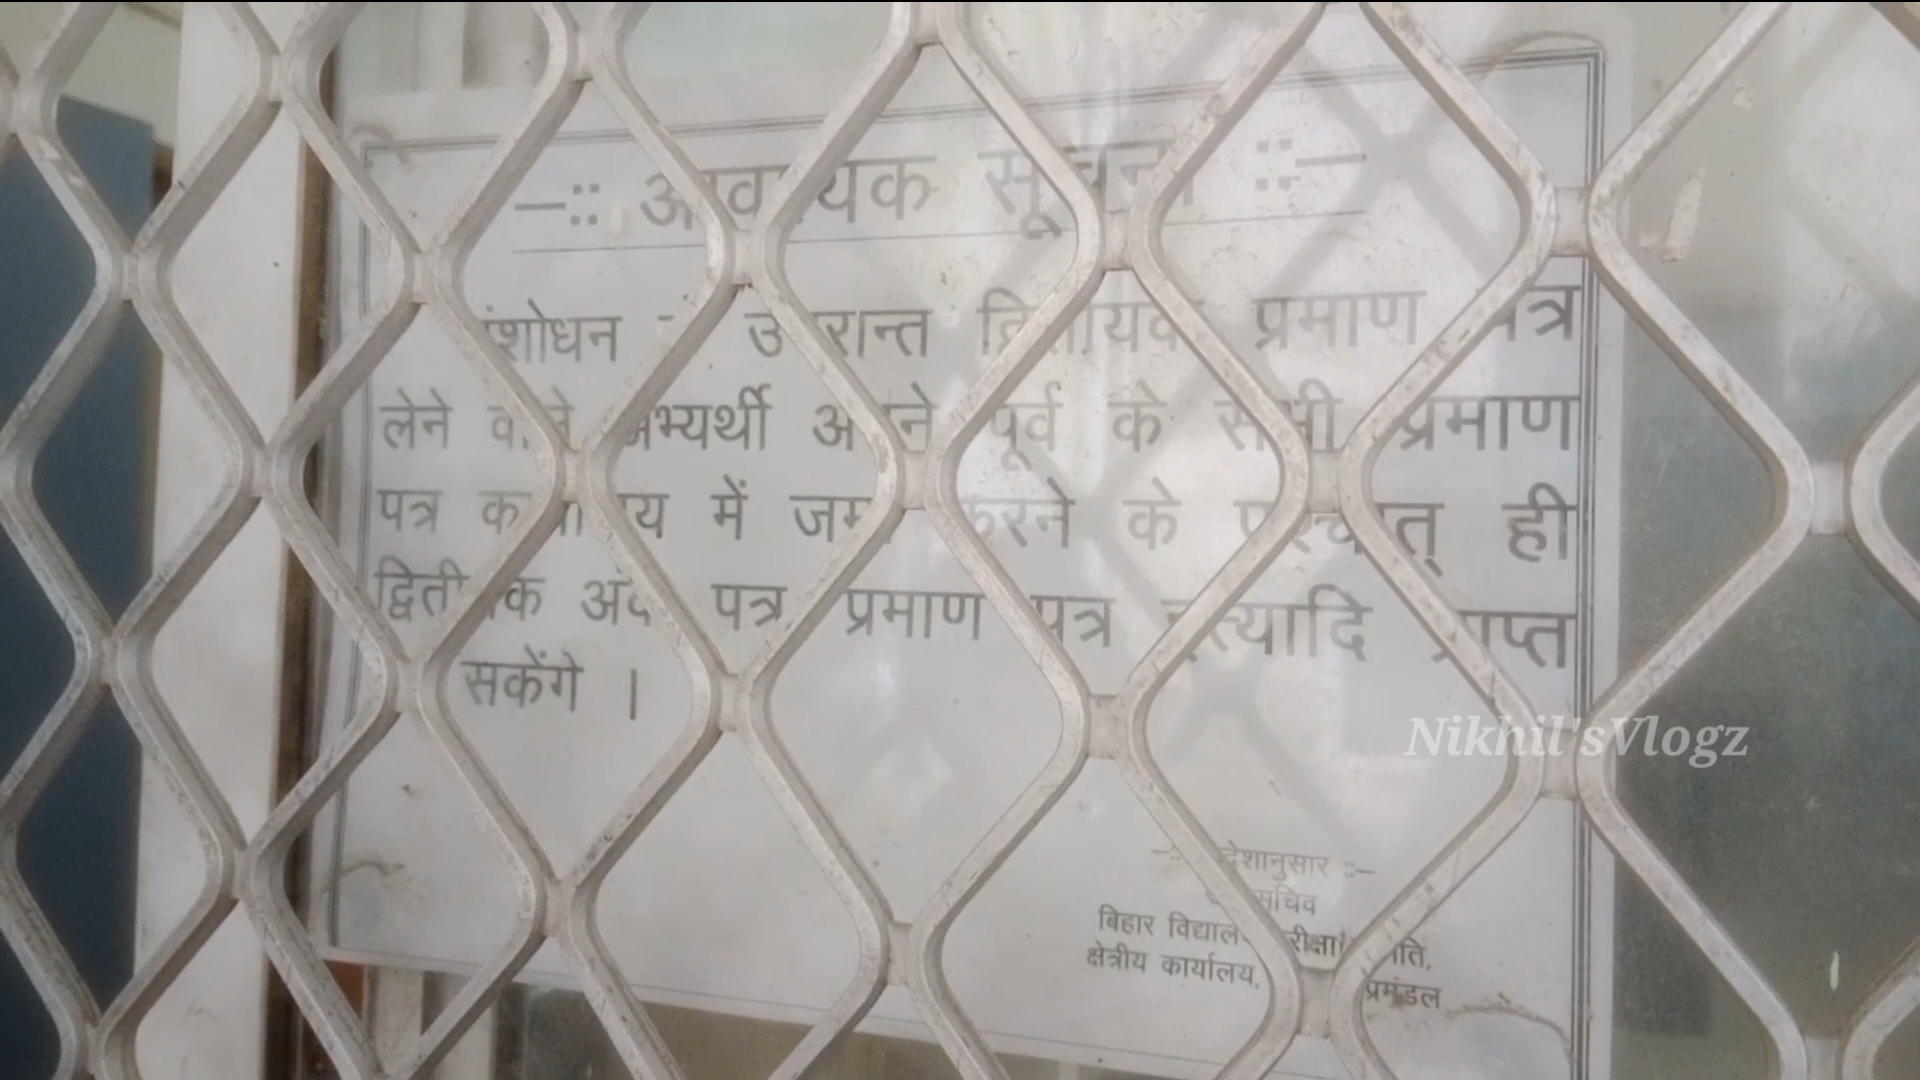 —:: आवश्यक सूचना ::—
संशोधन के उपरान्त द्वितीयक प्रमाण पत्र
लेने वाले अभ्यर्थी अपने पूर्व के सभी प्रमाण
पत्र कार्यालय में जमा करने के पश्चात् ही
द्वितीयक अंक पत्र प्रमाण पत्र इत्यादि प्राप्त
सकेंगे ।
Nikhil'sVlogz
—:: आदेशानुसार ::—
सचिव
बिहार विद्यालय परीक्षा समिति,
क्षेत्रीय कार्यालय, प्रमंडल